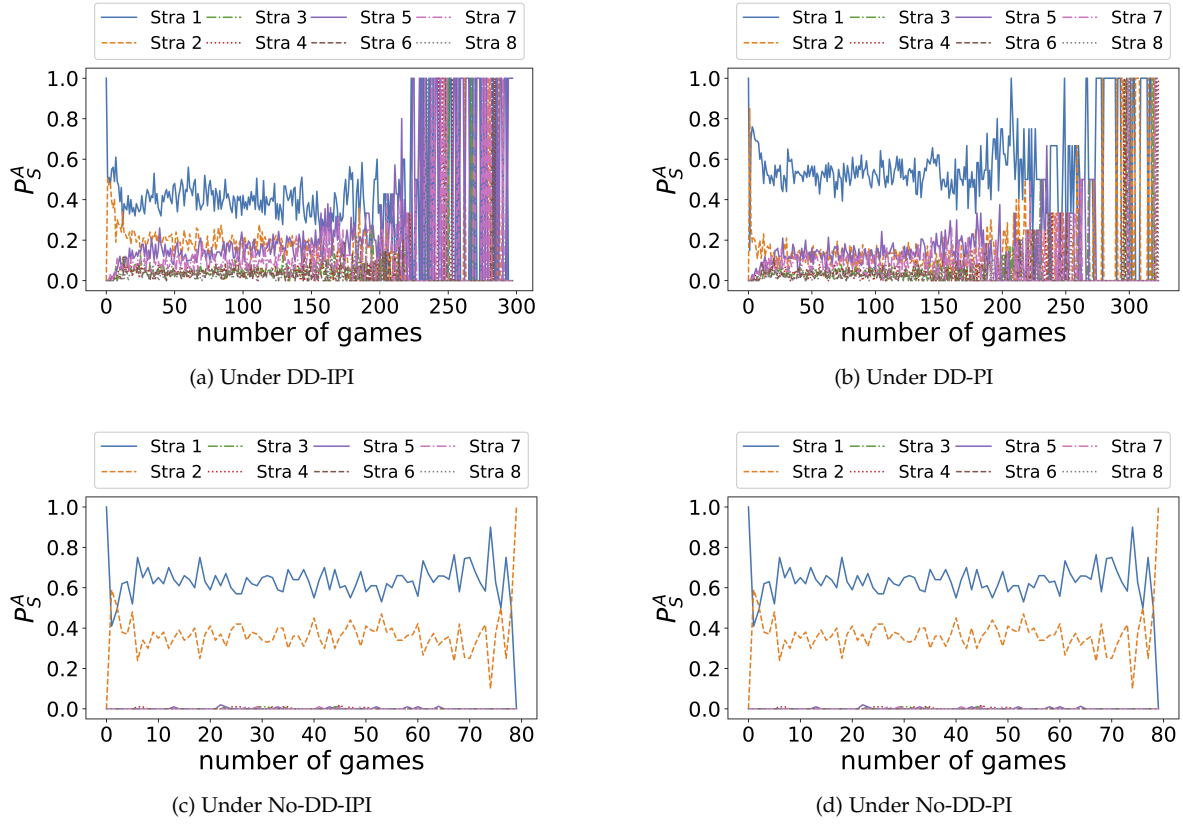 Stra 1 Stra 3 Stra 5 Stra 7
Stra 2 Stra 4 Stra 6 Stra 8
1.0
0.8
0.6
0.4
0.2
0.0
P_S^A
0 50 100 150 200 250 300
number of games
(a) Under DD-IPI
Stra 1 Stra 3 Stra 5 Stra 7
Stra 2 Stra 4 Stra 6 Stra 8
1.0
0.8
0.6
0.4
0.2
0.0
P_S^A
0 50 100 150 200 250 300
number of games
(b) Under DD-PI
Stra 1 Stra 3 Stra 5 Stra 7
Stra 2 Stra 4 Stra 6 Stra 8
1.0
0.8
0.6
0.4
0.2
0.0
P_S^A
0 10 20 30 40 50 60 70 80
number of games
(c) Under No-DD-IPI
Stra 1 Stra 3 Stra 5 Stra 7
Stra 2 Stra 4 Stra 6 Stra 8
1.0
0.8
0.6
0.4
0.2
0.0
P_S^A
0 10 20 30 40 50 60 70 80
number of games
(d) Under No-DD-PI